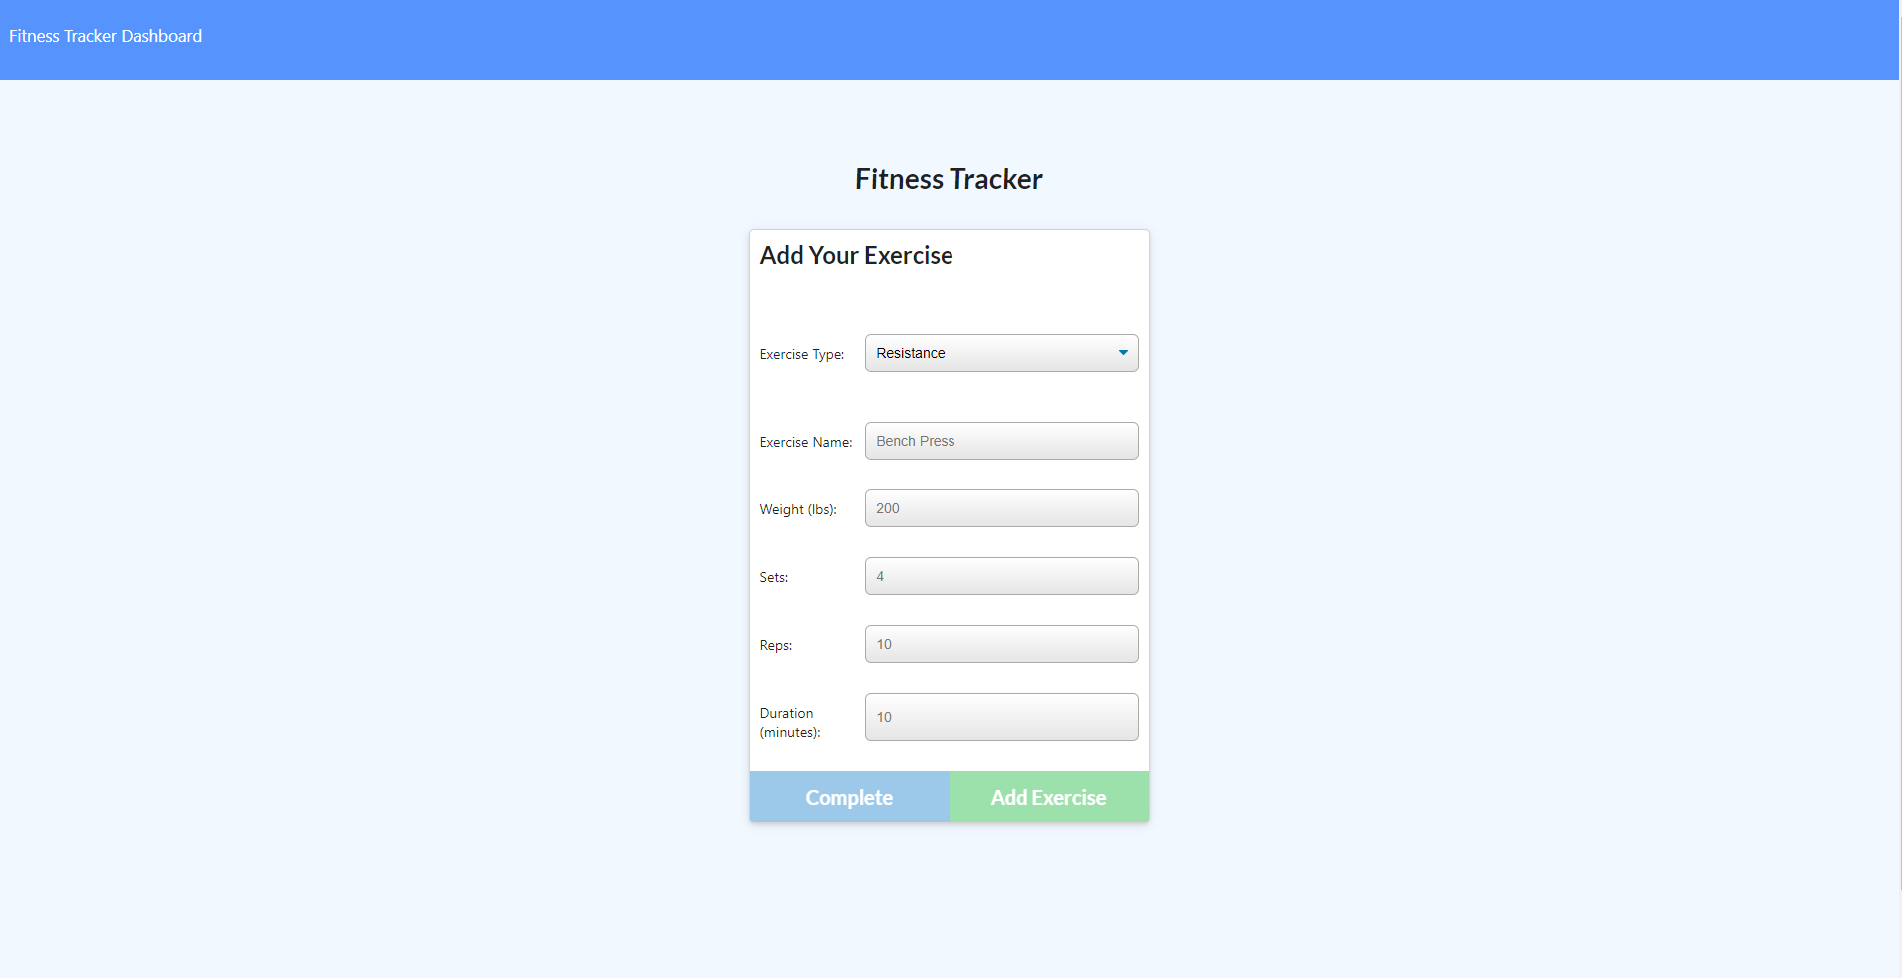 Fitness Tracker Dashboard
Fitness Tracker
Add Your Exercise
Exercise Type: Resistance
Exercise Name: Bench Press
Weight (lbs): 200
Sets: 4
Reps: 10
Duration (minutes): 10
Complete Add Exercise